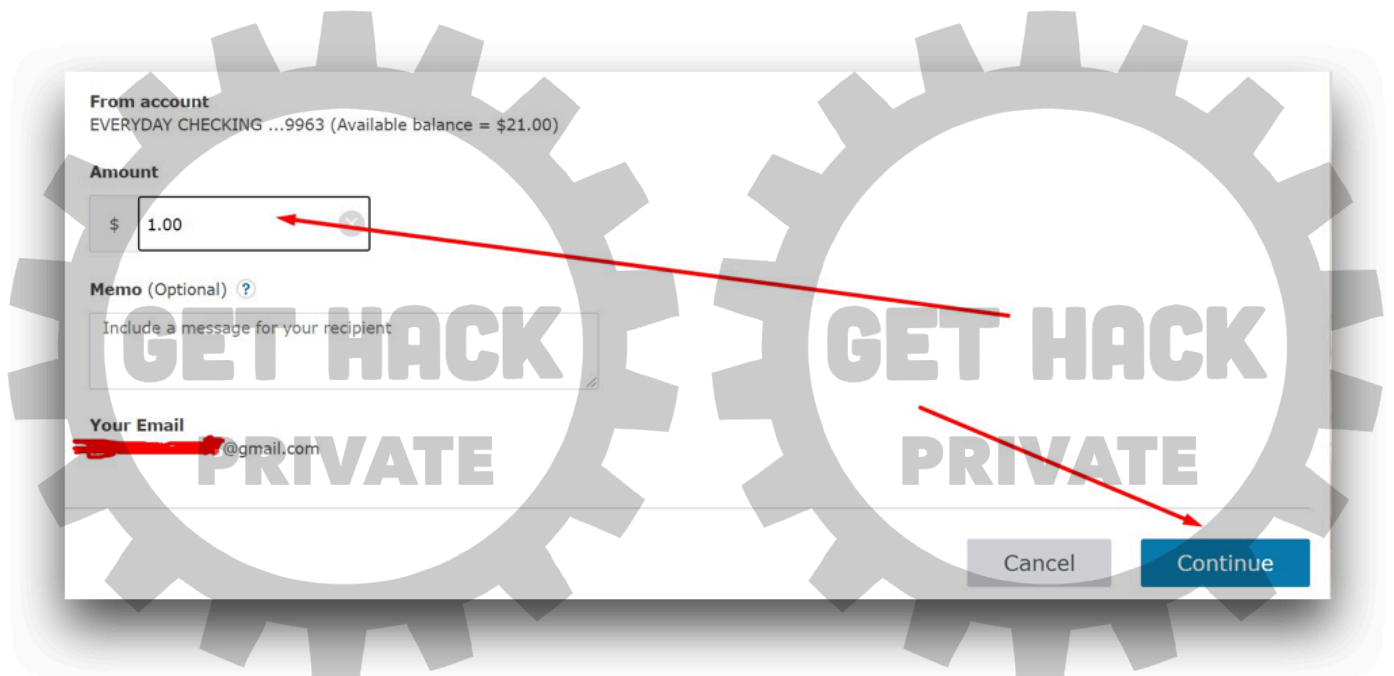 From account
EVERYDAY CHECKING ...9963 (Available balance = $21.00)
Amount
$ 1.00
Memo (Optional) ?
Include a message for your recipient
GET HACK
PRIVATE
GET HACK
PRIVATE
Your Email
@gmail.com
Cancel
Continue